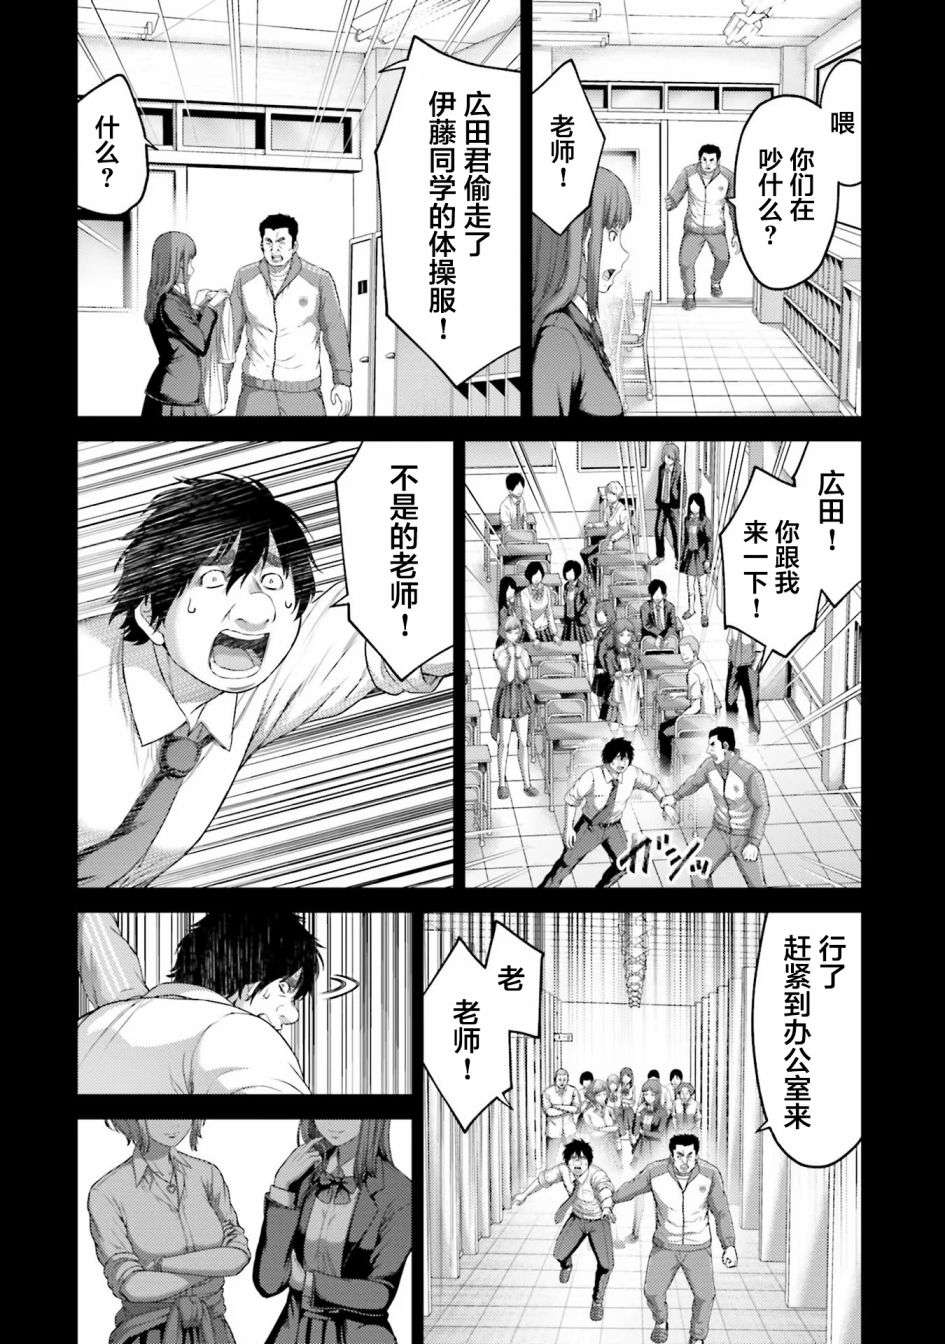 喂
你们在
吵什么？
老师！
広田君偷走了
伊藤同学的体操服！
什么？
広田！
你跟我
来一下！
ガシッ
不是的老师！
行了
赶紧到办公室来
老
老师！